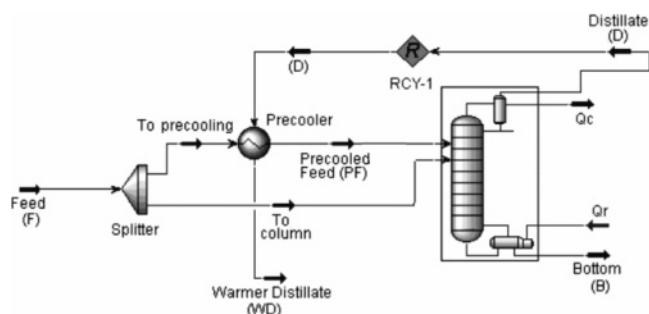 Distillate
(D)
(D)
R
RCY-1
To precooling
Precooler
Qc
Precooled
Feed (PF)
Feed
(F)
Splitter
To
column
Qr
Bottom
(B)
Warmer Distillate
(WD)